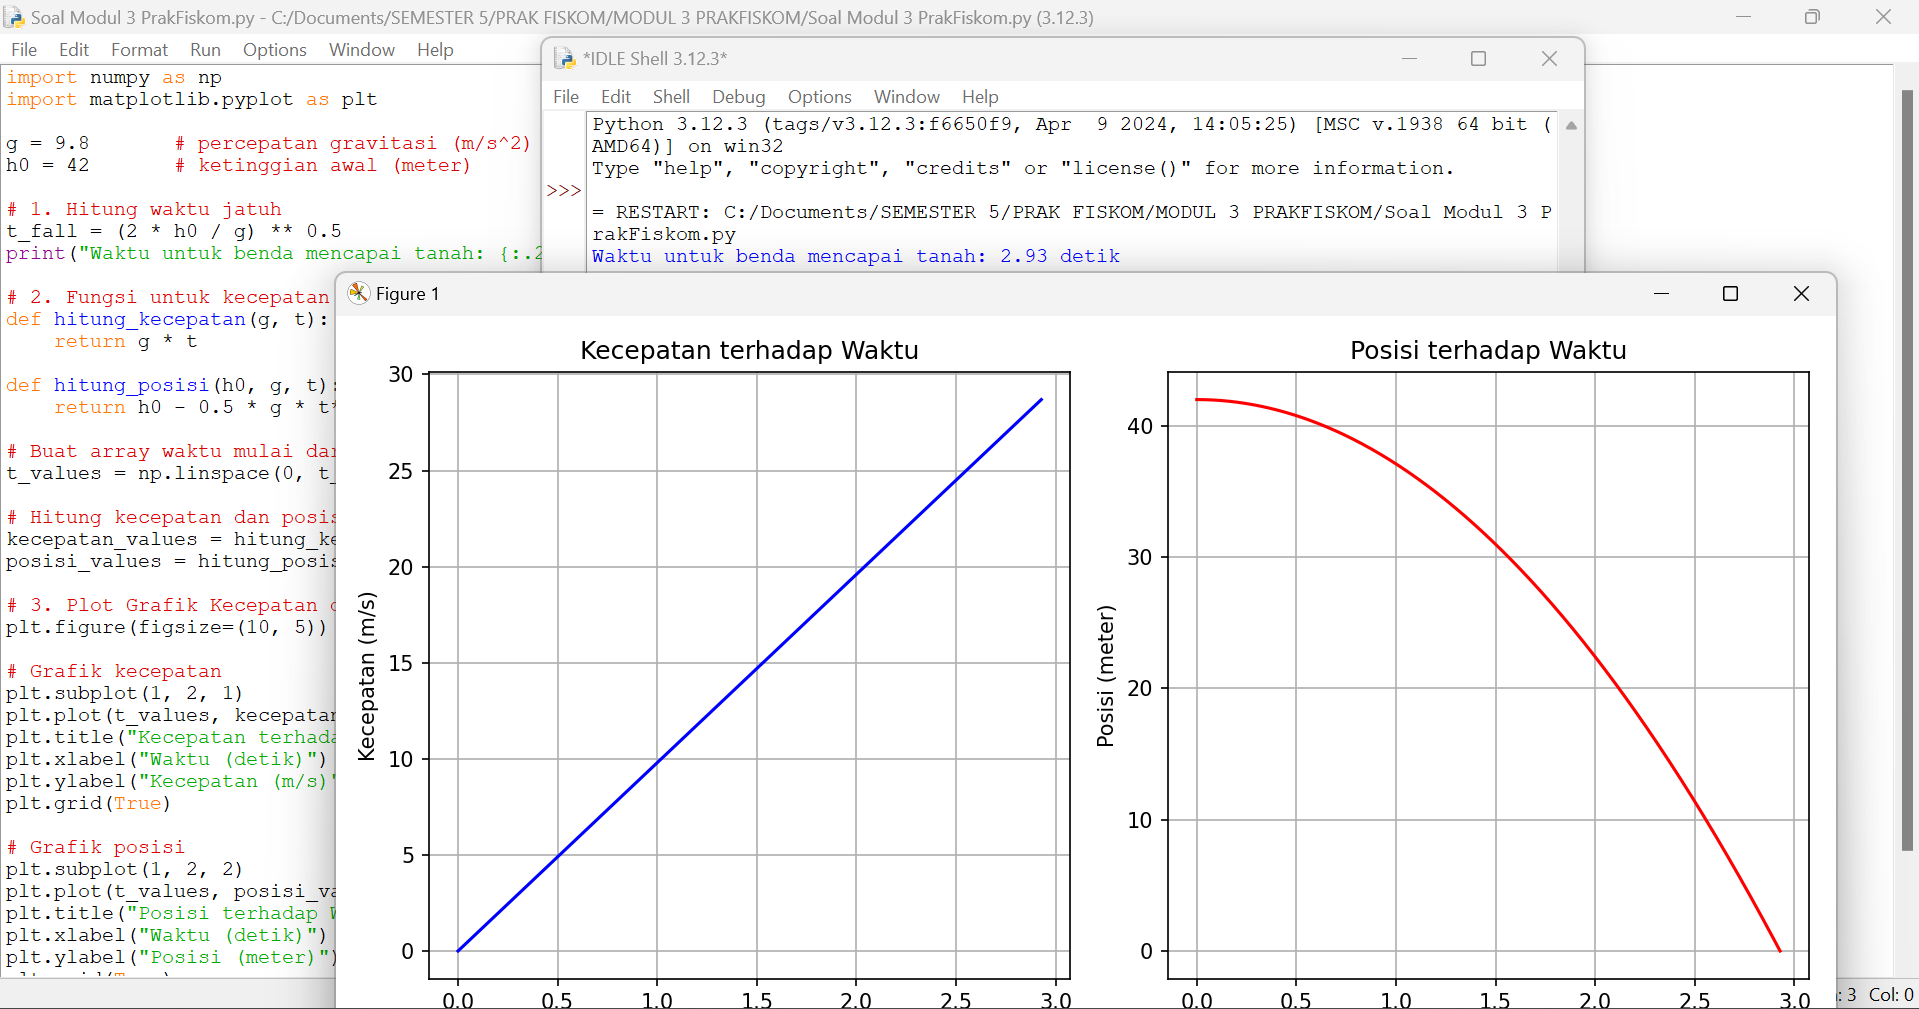 Soal Modul 3 PrakFiskom.py - C:/Documents/SEMESTER 5/PRAK FISKOM/MODUL 3 PRAKFISKOM/Soal Modul 3 PrakFiskom.py (3.12.3)
File Edit Format Run Options Window Help
import numpy as np
import matplotlib.pyplot as plt
g = 9.8 # percepatan gravitasi (m/s^2)
h0 = 42 # ketinggian awal (meter)
# 1. Hitung waktu jatuh
t_fall = (2 * h0 / g) ** 0.5
print("Waktu untuk benda mencapai tanah: {:.2
# 2. Fungsi untuk kecepatan
def hitung_kecepatan(g, t):
return g * t
def hitung_posisi(h0, g, t):
return h0 - 0.5 * g * t*
# Buat array waktu mulai dar
t_values = np.linspace(0, t_
# Hitung kecepatan dan posis
kecepatan_values = hitung_ke
posisi_values = hitung_posis
# 3. Plot Grafik Kecepatan
plt.figure(figsize=(10, 5))
# Grafik kecepatan
plt.subplot(1, 2, 1)
plt.plot(t_values, kecepatan
plt.title("Kecepatan terhada
plt.xlabel("Waktu (detik)")
plt.ylabel("Kecepatan (m/s)"
plt.grid(True)
# Grafik posisi
plt.subplot(1, 2, 2)
plt.plot(t_values, posisi_va
plt.title("Posisi terhadap W
plt.xlabel("Waktu (detik)")
plt.ylabel("Posisi (meter)")
*IDLE Shell 3.12.3*
File Edit Shell Debug Options Window Help
Python 3.12.3 (tags/v3.12.3:f6650f9, Apr 9 2024, 14:05:25) [MSC v.1938 64 bit (
AMD64)] on win32
Type "help", "copyright", "credits" or "license()" for more information.
>>>
= RESTART: C:/Documents/SEMESTER 5/PRAK FISKOM/MODUL 3 PRAKFISKOM/Soal Modul 3 P
rakFiskom.py
Waktu untuk benda mencapai tanah: 2.93 detik
Figure 1
Kecepatan terhadap Waktu
Kecepatan (m/s)
30
25
20
15
10
5
0
0.0 0.5 1.0 1.5 2.0 2.5 3.0
Posisi terhadap Waktu
Posisi (meter)
40
30
20
10
0
0.0 0.5 1.0 1.5 2.0 2.5 3.0
: 3 Col: 0